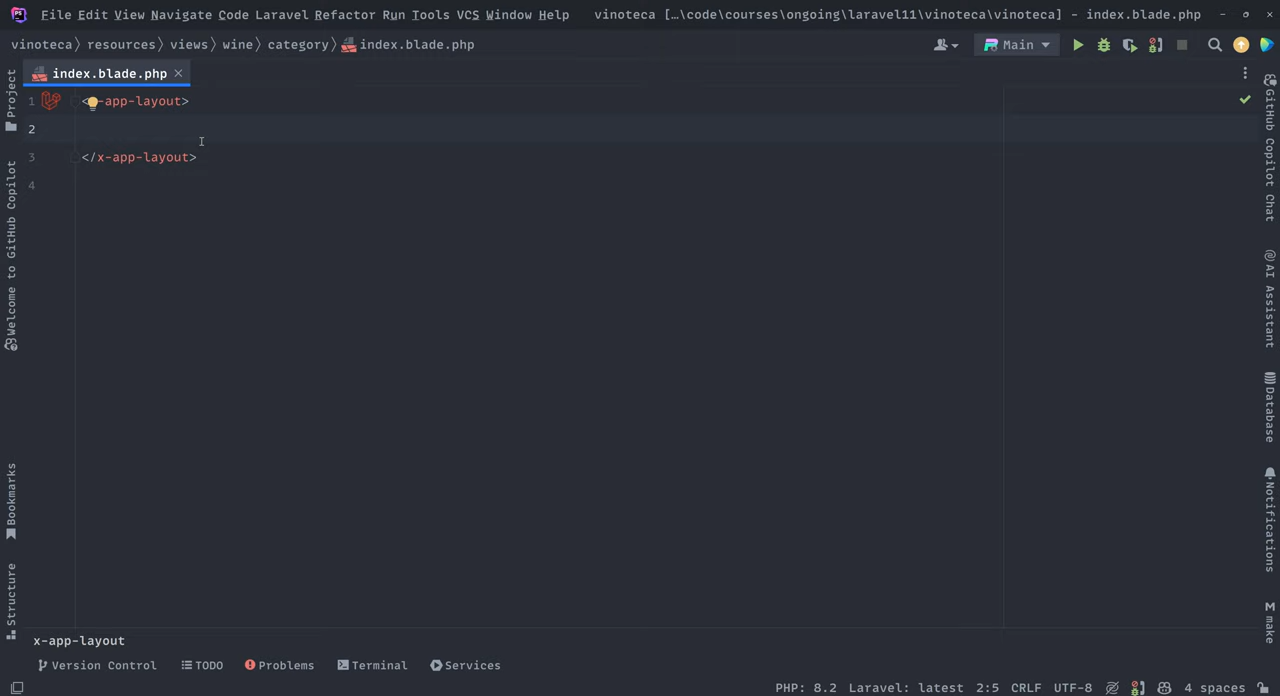 PS File Edit View Navigate Code Laravel Refactor Run Tools VCS Window Help vinoteca […\code\courses\ongoing\laravel11\vinoteca\vinoteca] - index.blade.php
vinoteca resources views wine category index.blade.php Main
index.blade.php
1 < -app-layout>
2
3 </x-app-layout>
4
Project
Welcome to GitHub Copilot
Bookmarks
Structure
GitHub Copilot Chat
AI Assistant
Database
Notifications
M make
x-app-layout
Version Control TODO Problems Terminal Services
PHP: 8.2 Laravel: latest 2:5 CRLF UTF-8 4 spaces